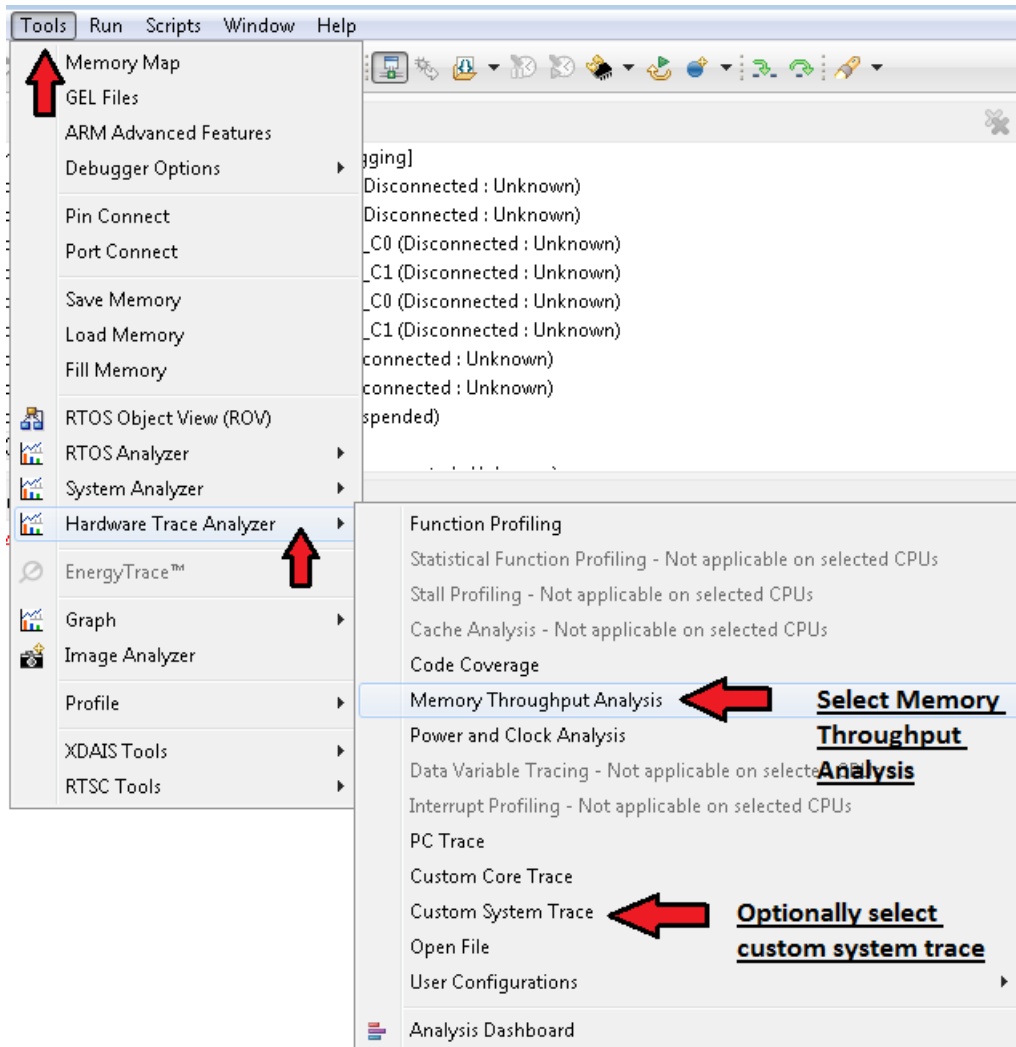 Tools Run Scripts Window Help
Memory Map
GEL Files
ARM Advanced Features
Debugger Options
Pin Connect
Port Connect
Save Memory
Load Memory
Fill Memory
RTOS Object View (ROV)
RTOS Analyzer
System Analyzer
Hardware Trace Analyzer
EnergyTrace™
Graph
Image Analyzer
Profile
XDAIS Tools
RTSC Tools
gging]
Disconnected : Unknown)
Disconnected : Unknown)
_C0 (Disconnected : Unknown)
_C1 (Disconnected : Unknown)
_C0 (Disconnected : Unknown)
_C1 (Disconnected : Unknown)
connected : Unknown)
connected : Unknown)
spended)
Function Profiling
Statistical Function Profiling - Not applicable on selected CPUs
Stall Profiling - Not applicable on selected CPUs
Cache Analysis - Not applicable on selected CPUs
Code Coverage
Memory Throughput Analysis
Power and Clock Analysis
Data Variable Tracing - Not applicable on selecte
Interrupt Profiling - Not applicable on selected CPUs
PC Trace
Custom Core Trace
Custom System Trace
Open File
User Configurations
Analysis Dashboard
Select Memory
Throughput
Analysis
Optionally select
custom system trace